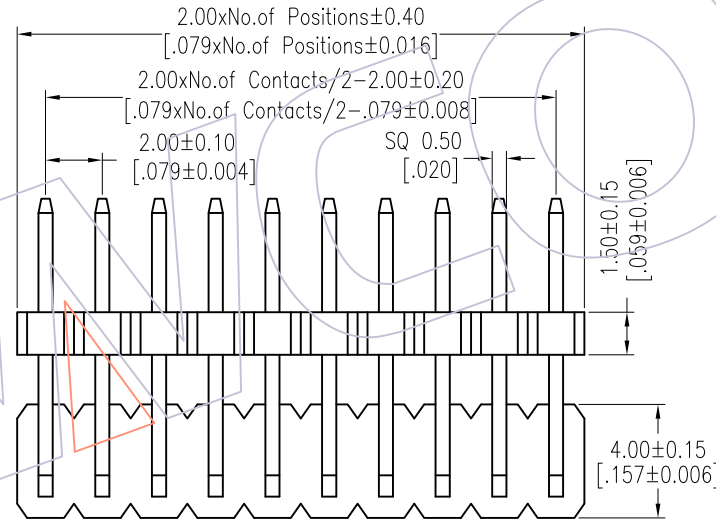 2.00xNo.of Positions±0.40
[.079xNo.of Positions±0.016]
2.00xNo.of Contacts/2-2.00±0.20
[.079xNo.of Contacts/2-.079±0.008]
2.00±0.10
[.079±0.004]
SQ 0.50
[.020]
1.50±0.15
[.059±0.006]
4.00±0.15
[.157±0.006]